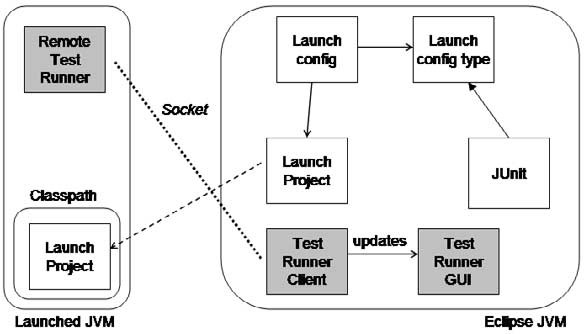 Remote
Test
Runner
Launch
config
Launch
config type
Socket
Launch
Project
JUnit
Classpath
Launch
Project
Test
Runner
Client
updates
Test
Runner
GUI
Launched JVM
Eclipse JVM